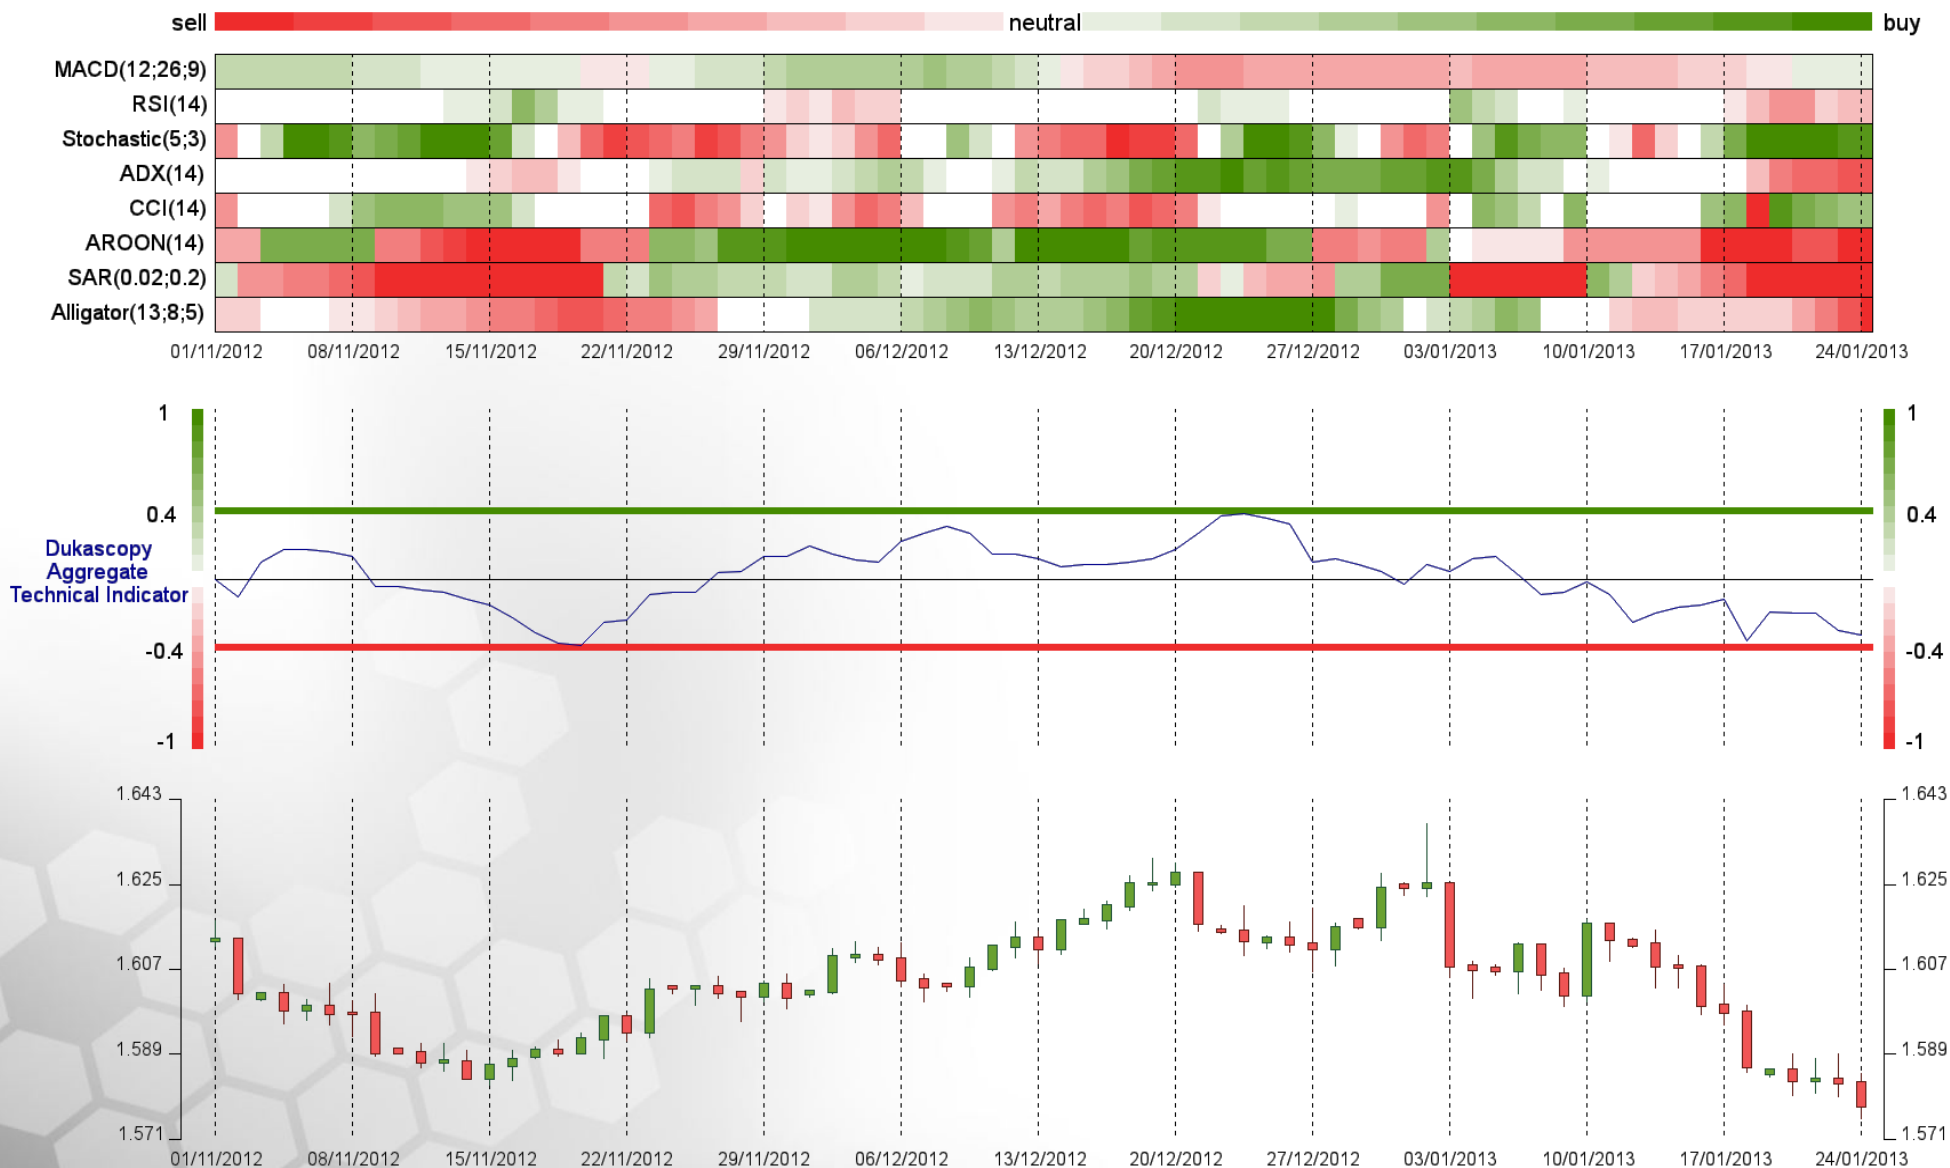 sell neutral buy
MACD(12;26;9)
RSI(14)
Stochastic(5;3)
ADX(14)
CCI(14)
AROON(14)
SAR(0.02;0.2)
Alligator(13;8;5)
01/11/2012 08/11/2012 15/11/2012 22/11/2012 29/11/2012 06/12/2012 13/12/2012 20/12/2012 27/12/2012 03/01/2013 10/01/2013 17/01/2013 24/01/2013
1 1
0.4 0.4
Dukascopy
Aggregate
Technical Indicator
-0.4 -0.4
-1 -1
1.643 1.643
1.625 1.625
1.607 1.607
1.589 1.589
1.571 1.571
01/11/2012 08/11/2012 15/11/2012 22/11/2012 29/11/2012 06/12/2012 13/12/2012 20/12/2012 27/12/2012 03/01/2013 10/01/2013 17/01/2013 24/01/2013